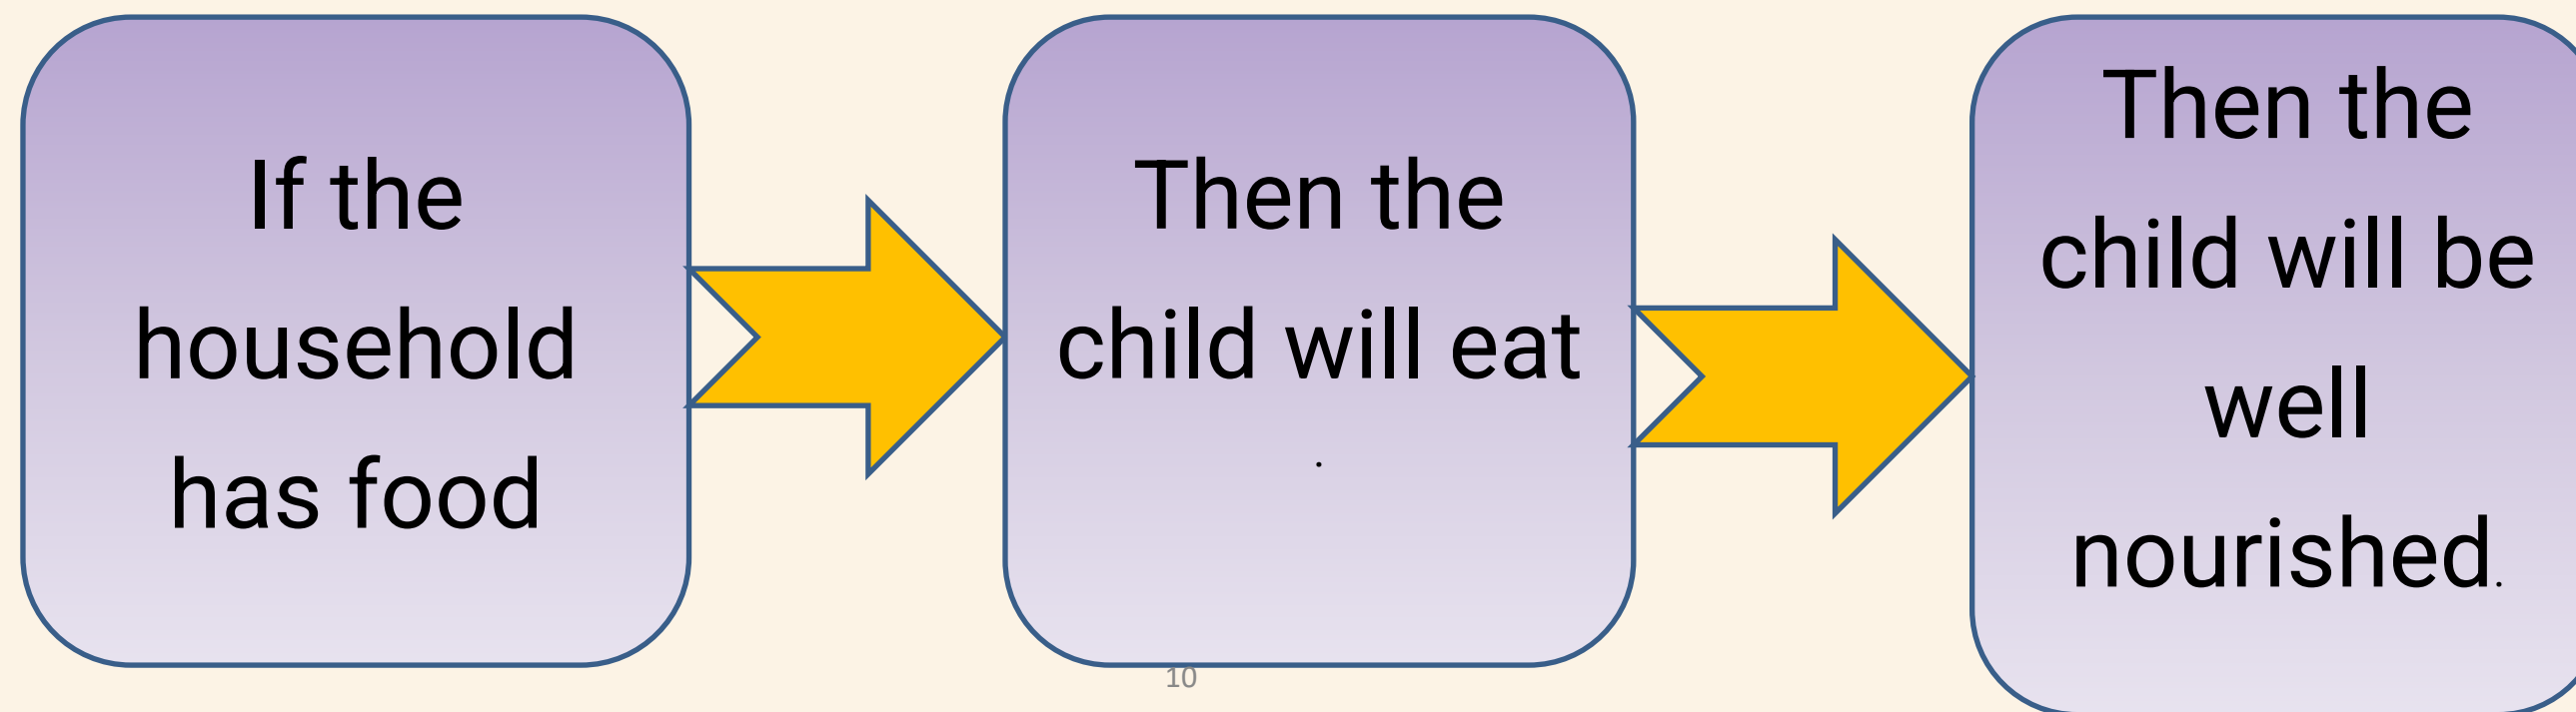 If the
household
has food
Then the
child will eat
.
Then the
child will be
well
nourished.
10